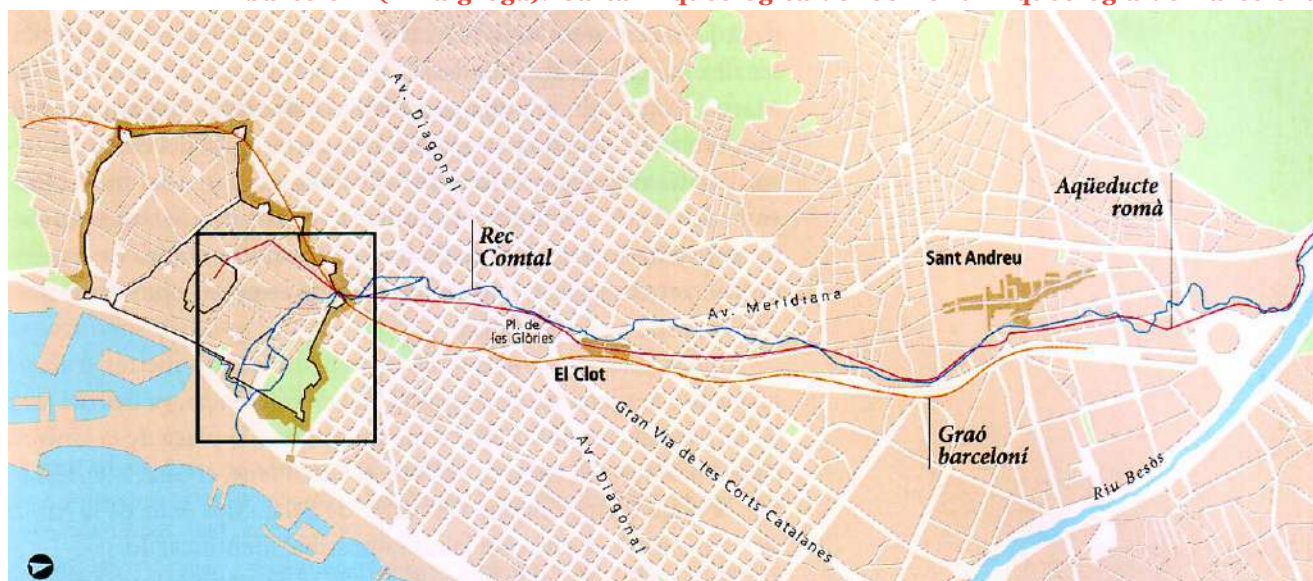 Av. Diagonal
Rec
Comtal
Aqüeducte
romà
Sant Andreu
Av. Meridiana
Pl. de
les Glòries
El Clot
Gran Via de les Corts Catalanes
Av. Diagonal
Graó
barceloní
Riu Besòs